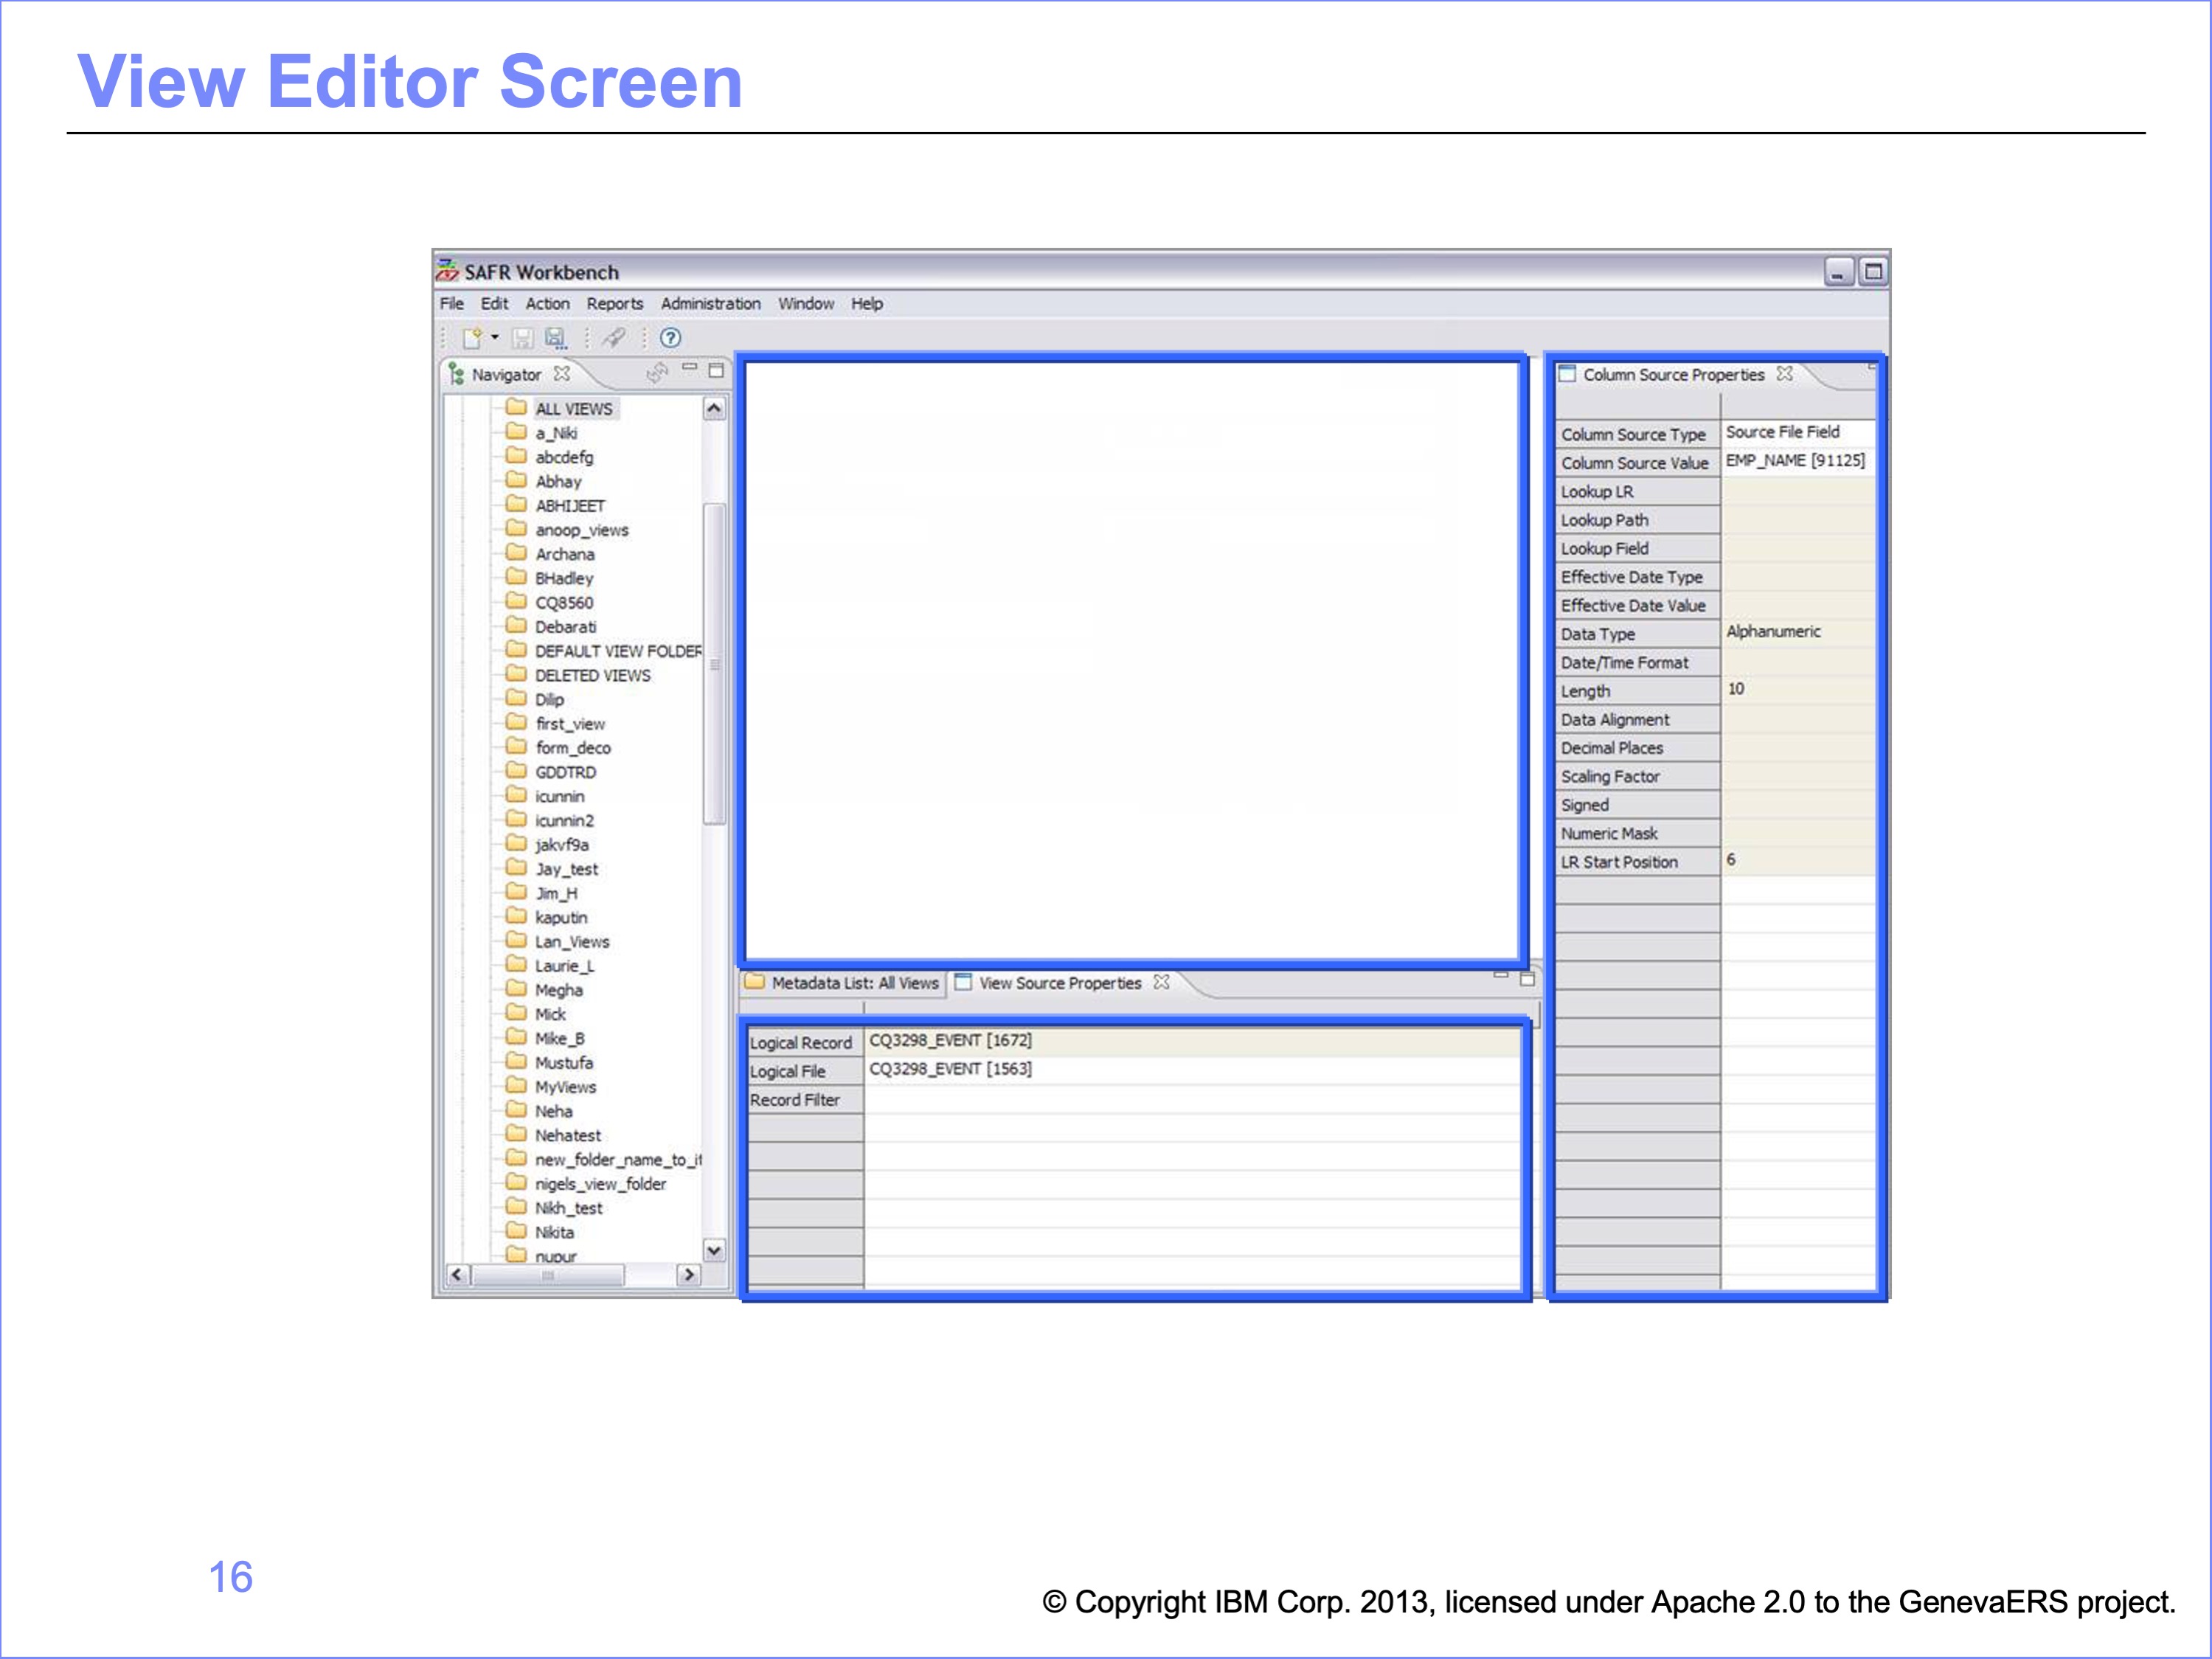 View Editor Screen
SAFR Workbench
File Edit Action Reports Administration Window Help
Navigator
ALL VIEWS
a_Niki
abcdefg
Abhay
ABHIJEET
anoop_views
Archana
BHadley
CQ8560
Debarati
DEFAULT VIEW FOLDER
DELETED VIEWS
Dilip
first_view
form_deco
GDDTRD
icunnin
icunnin2
jakvf9a
Jay_test
Jim_H
kaputin
Lan_Views
Laurie_L
Megha
Mick
Mike_B
Mustufa
MyViews
Neha
Nehatest
new_folder_name_to_it
nigels_view_folder
Nikh_test
Nikita
nupur
Metadata List: All Views View Source Properties
Logical Record CQ3298_EVENT [1672]
Logical File CQ3298_EVENT [1563]
Record Filter
Column Source Properties
Column Source Type Source File Field
Column Source Value EMP_NAME [91125]
Lookup LR
Lookup Path
Lookup Field
Effective Date Type
Effective Date Value
Data Type Alphanumeric
Date/Time Format
Length 10
Data Alignment
Decimal Places
Scaling Factor
Signed
Numeric Mask
LR Start Position 6
16
© Copyright IBM Corp. 2013, licensed under Apache 2.0 to the GenevaERS project.